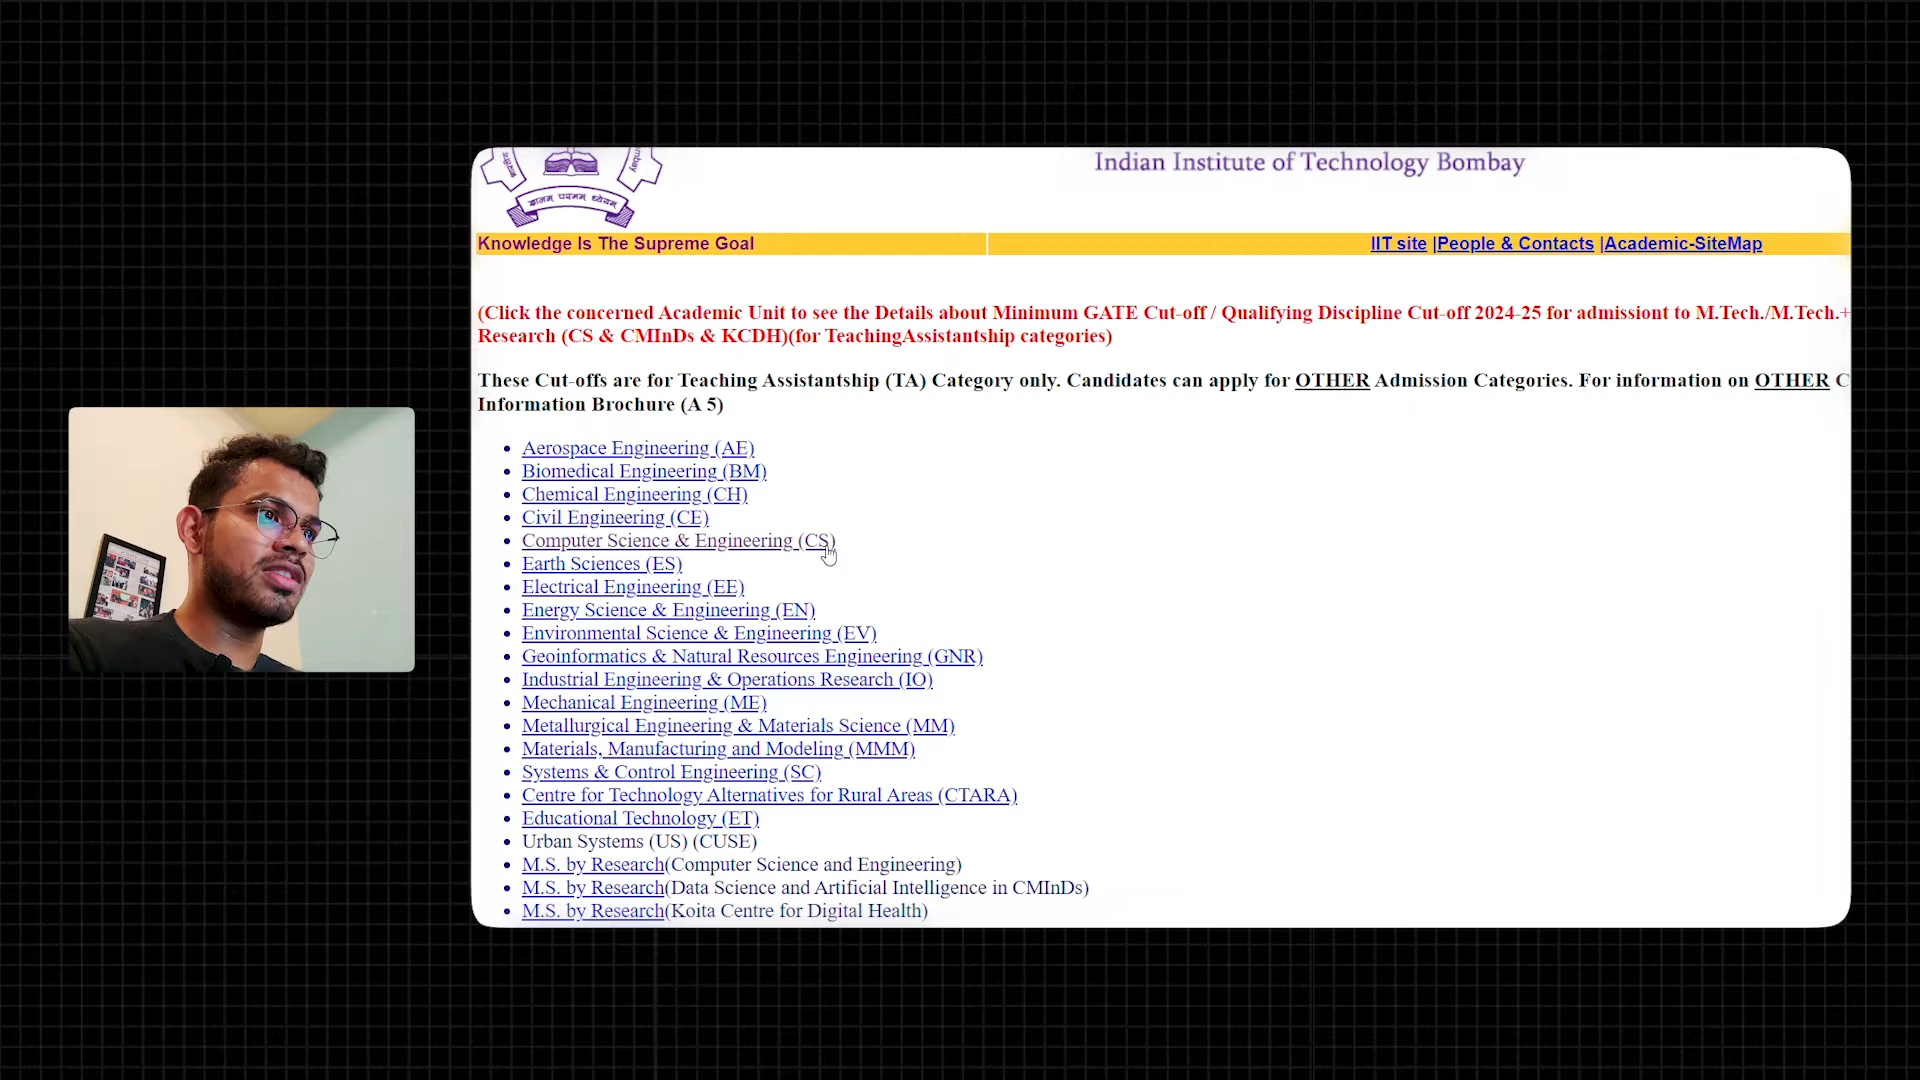 Indian Institute of Technology Bombay
ज्ञानम् परमम् ध्येयम्
Knowledge Is The Supreme Goal
IIT site |People & Contacts |Academic-SiteMap
(Click the concerned Academic Unit to see the Details about Minimum GATE Cut-off / Qualifying Discipline Cut-off 2024-25 for admissiont to M.Tech./M.Tech.+
Research (CS & CMInDs & KCDH)(for TeachingAssistantship categories)
These Cut-offs are for Teaching Assistantship (TA) Category only. Candidates can apply for OTHER Admission Categories. For information on OTHER C
Information Brochure (A 5)
• Aerospace Engineering (AE)
• Biomedical Engineering (BM)
• Chemical Engineering (CH)
• Civil Engineering (CE)
• Computer Science & Engineering (CS)
• Earth Sciences (ES)
• Electrical Engineering (EE)
• Energy Science & Engineering (EN)
• Environmental Science & Engineering (EV)
• Geoinformatics & Natural Resources Engineering (GNR)
• Industrial Engineering & Operations Research (IO)
• Mechanical Engineering (ME)
• Metallurgical Engineering & Materials Science (MM)
• Materials, Manufacturing and Modeling (MMM)
• Systems & Control Engineering (SC)
• Centre for Technology Alternatives for Rural Areas (CTARA)
• Educational Technology (ET)
• Urban Systems (US) (CUSE)
• M.S. by Research(Computer Science and Engineering)
• M.S. by Research(Data Science and Artificial Intelligence in CMInDs)
• M.S. by Research(Koita Centre for Digital Health)